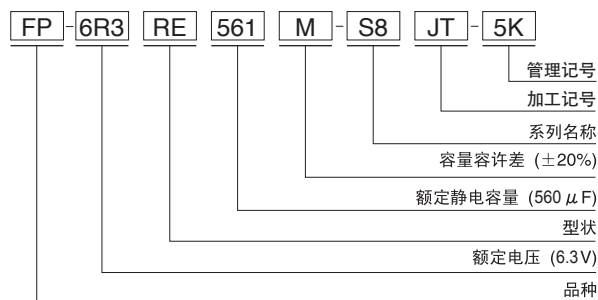 FP-6R3 RE 561 M-S8 JT-5K
管理记号
加工记号
系列名称
容量容许差 (±20%)
额定静电容量 (560μF)
型状
额定电压 (6.3V)
品种